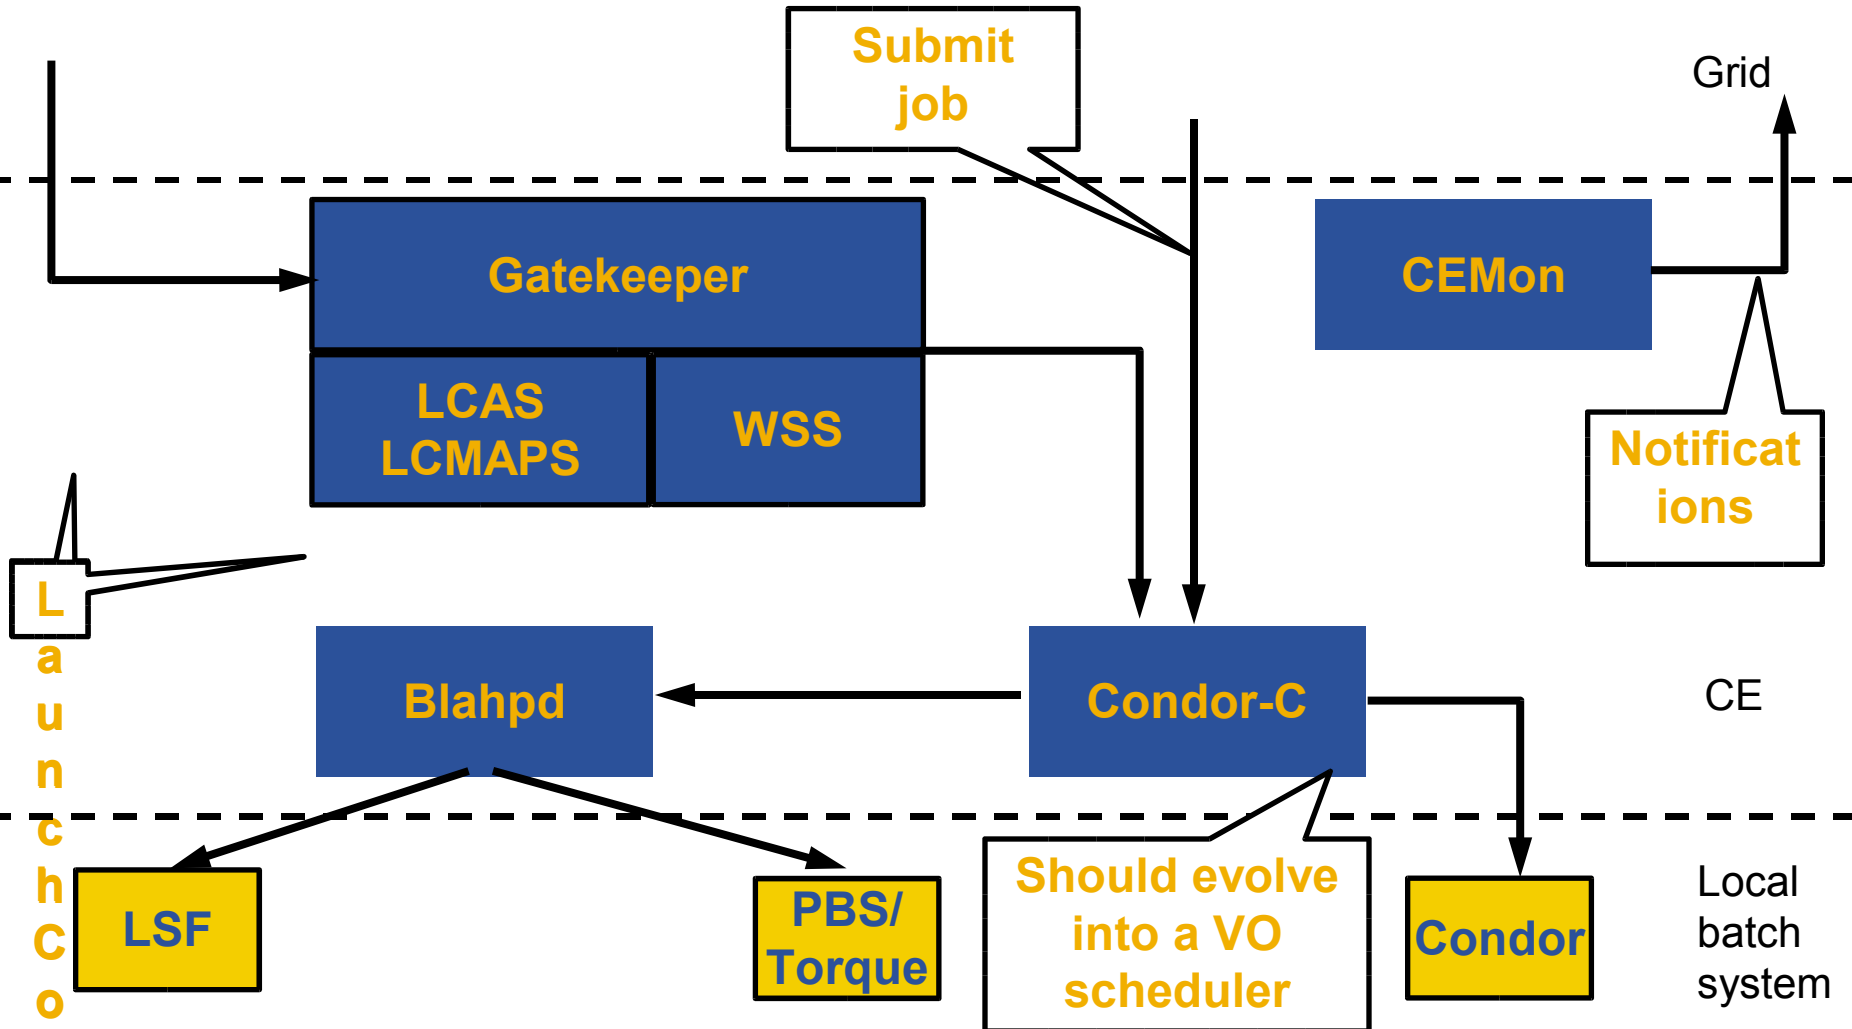 Submit
job
Grid
Gatekeeper
CEMon
LCAS
LCMAPS
WSS
Notificat
ions
L
a
u
n
c
h
C
o
Blahpd
Condor-C
CE
LSF
PBS/
Torque
Should evolve
into a VO
scheduler
Condor
Local
batch
system